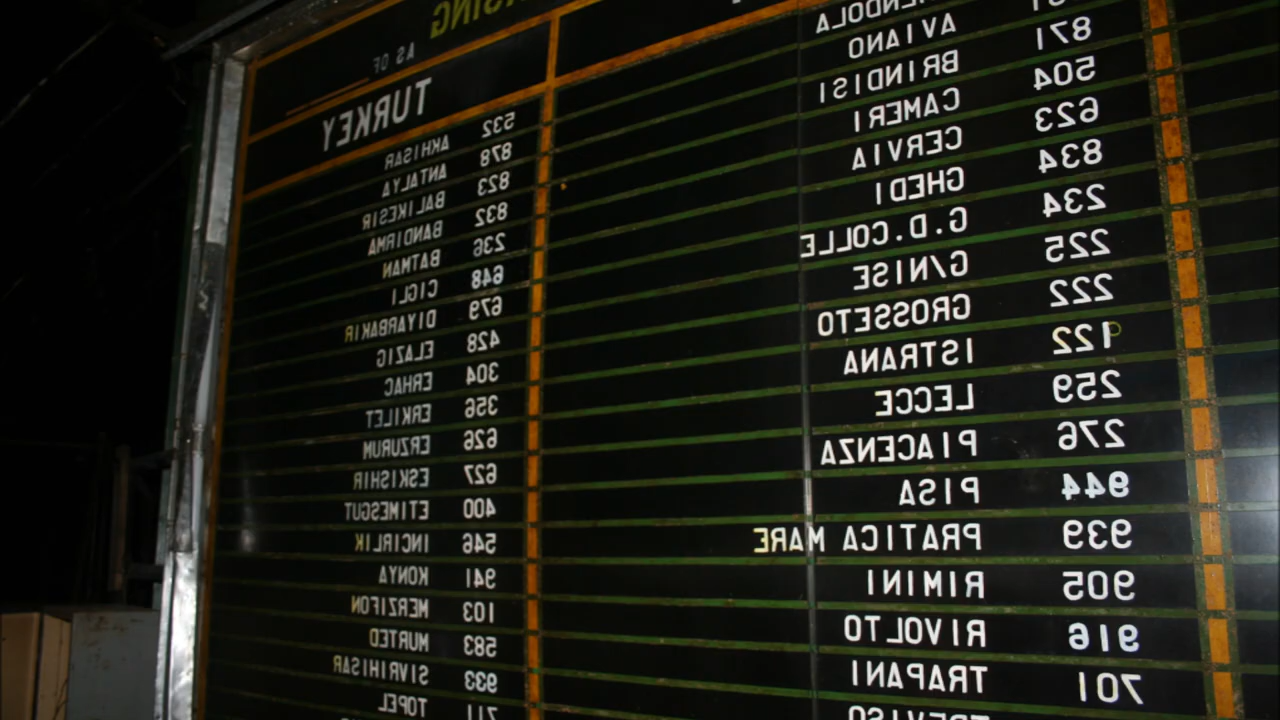 AS OF
TURKEY
AVIANO
871 BRINDISI
504 CAMERI
623 CERVIA
834 GHEDI
234 G.D.COLLE
225 G/NISE
222 GROSSETO
122 ISTRANA
259 LECCE
276 PIACENZA
944 PISA
939 PRATICA MARE
905 RIMINI
916 RIVOLTO
701 TRAPANI
TREVISO
532 AKHISAR
878 ANTALYA
823 BALIKESIR
832 BANDIRMA
236 BATMAN
648 CIGLI
679 DIYARBAKIR
428 ELAZIG
304 ERHAC
356 ERKILET
626 ERZURUM
627 ESKISHIR
400 ETIMESGUT
546 INCIRLIK
941 KONYA
103 MERZIFON
583 MURTED
933 SIVRIHISAR
711 TOPEL